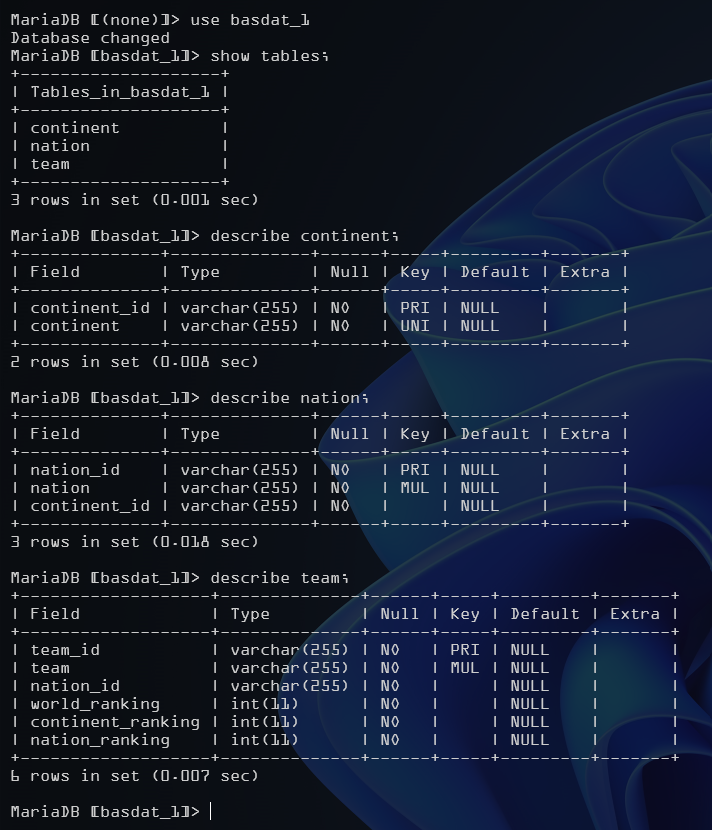 MariaDB [(none)]> use basdat_1
Database changed
MariaDB [basdat_1]> show tables;
+--------------------+
| Tables_in_basdat_1 |
+--------------------+
| continent          |
| nation             |
| team               |
+--------------------+
3 rows in set (0.001 sec)

MariaDB [basdat_1]> describe continent;
+--------------+--------------+------+-----+---------+-------+
| Field        | Type         | Null | Key | Default | Extra |
+--------------+--------------+------+-----+---------+-------+
| continent_id | varchar(255) | NO   | PRI | NULL    |       |
| continent    | varchar(255) | NO   | UNI | NULL    |       |
+--------------+--------------+------+-----+---------+-------+
2 rows in set (0.008 sec)

MariaDB [basdat_1]> describe nation;
+--------------+--------------+------+-----+---------+-------+
| Field        | Type         | Null | Key | Default | Extra |
+--------------+--------------+------+-----+---------+-------+
| nation_id    | varchar(255) | NO   | PRI | NULL    |       |
| nation       | varchar(255) | NO   | MUL | NULL    |       |
| continent_id | varchar(255) | NO   |     | NULL    |       |
+--------------+--------------+------+-----+---------+-------+
3 rows in set (0.018 sec)

MariaDB [basdat_1]> describe team;
+-------------------+--------------+------+-----+---------+-------+
| Field             | Type         | Null | Key | Default | Extra |
+-------------------+--------------+------+-----+---------+-------+
| team_id           | varchar(255) | NO   | PRI | NULL    |       |
| team              | varchar(255) | NO   | MUL | NULL    |       |
| nation_id         | varchar(255) | NO   |     | NULL    |       |
| world_ranking     | int(11)      | NO   |     | NULL    |       |
| continent_ranking | int(11)      | NO   |     | NULL    |       |
| nation_ranking    | int(11)      | NO   |     | NULL    |       |
+-------------------+--------------+------+-----+---------+-------+
6 rows in set (0.007 sec)

MariaDB [basdat_1]>